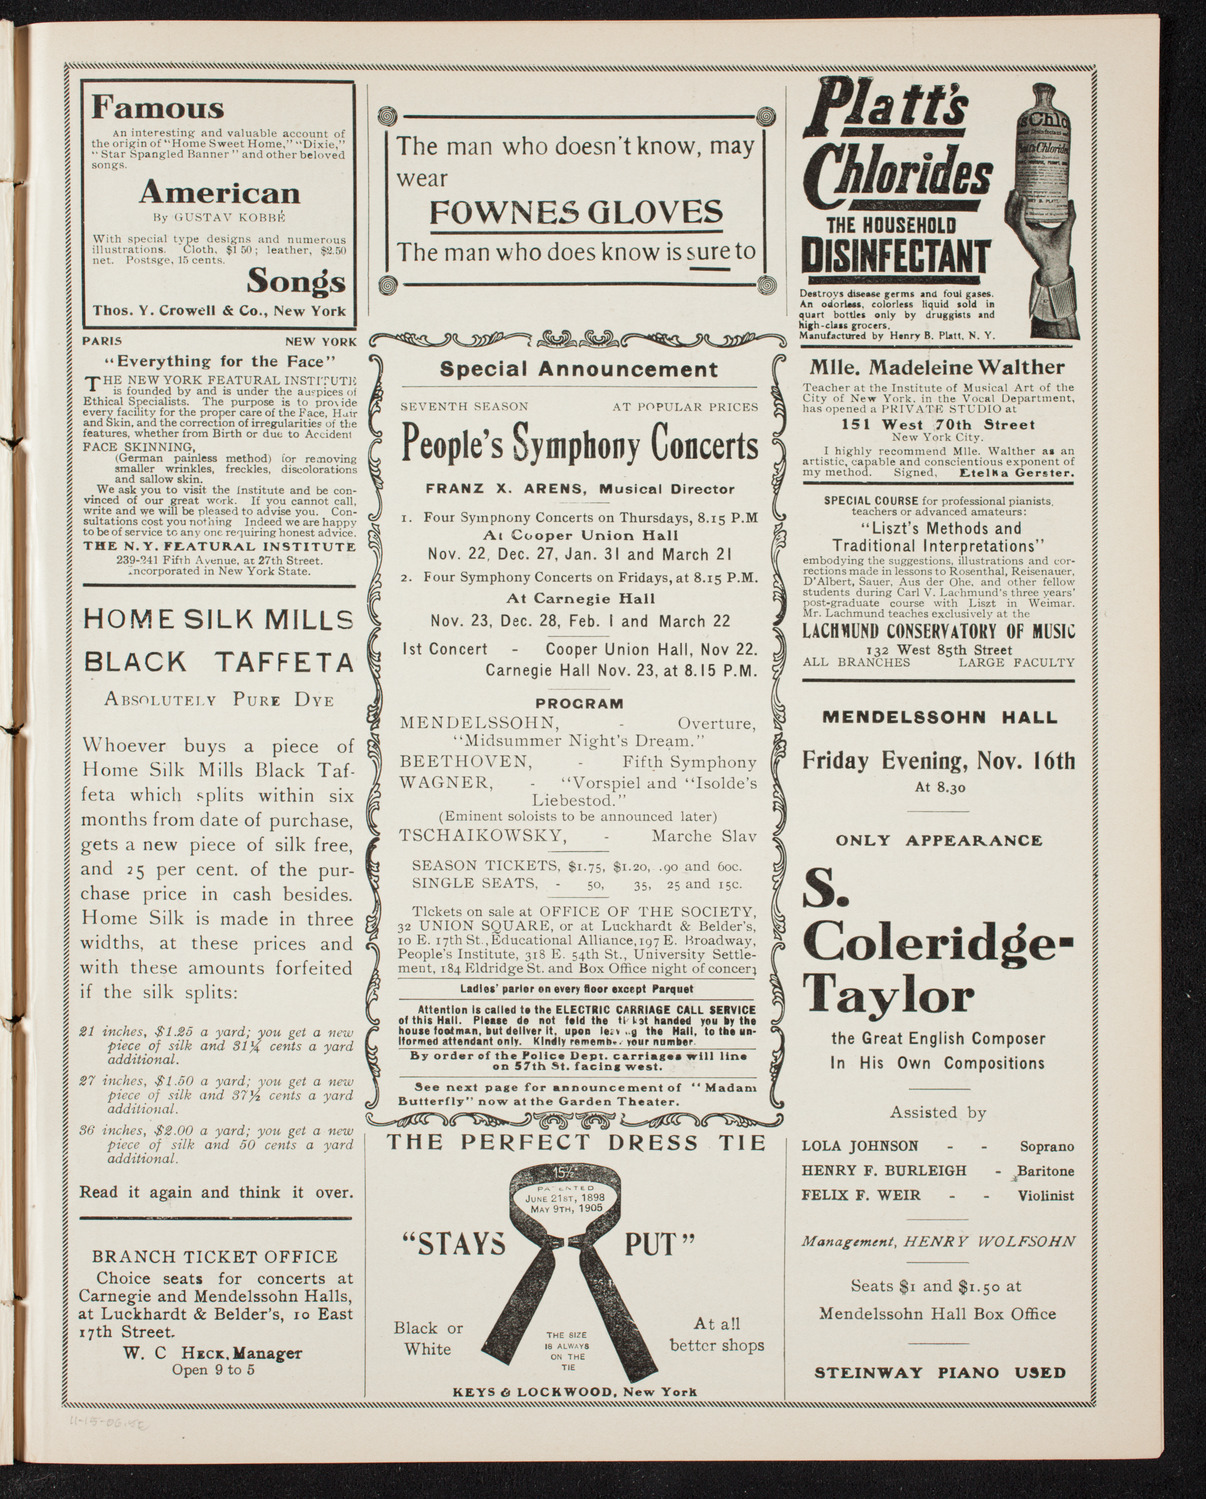 Famous
An interesting and valuable account of
the origin of "Home Sweet Home," "Dixie,"
"Star Spangled Banner" and other beloved
songs.
American
By GUSTAV KOBBÉ
With special type designs and numerous
illustrations. Cloth, $1 50; leather, $2.50
net. Postsge, 15 cents.
Songs
Thos. Y. Crowell & Co., New York
PARIS NEW YORK
"Everything for the Face"
THE NEW YORK FEATURAL INSTITUTE
is founded by and is under the auspices of
Ethical Specialists. The purpose is to provide
every facility for the proper care of the Face, Hair
and Skin, and the correction of irregularities of the
features, whether from Birth or due to Accident
FACE SKINNING,
(German painless method) for removing
smaller wrinkles, freckles, discolorations
and sallow skin.
We ask you to visit the Institute and be con-
vinced of our great work. If you cannot call,
write and we will be pleased to advise you. Con-
sultations cost you nothing Indeed we are happy
to be of service to any one requiring honest advice.
THE N. Y. FEATURAL INSTITUTE
239-241 Fifth Avenue, at 27th Street.
Incorporated in New York State.
HOME SILK MILLS
BLACK TAFFETA
ABSOLUTELY PURE DYE
Whoever buys a piece of
Home Silk Mills Black Taf-
feta which splits within six
months from date of purchase,
gets a new piece of silk free,
and 25 per cent. of the pur-
chase price in cash besides.
Home Silk is made in three
widths, at these prices and
with these amounts forfeited
if the silk splits:
21 inches, $1.25 a yard; you get a new
piece of silk and 31¼ cents a yard
additional.
27 inches, $1.50 a yard; you get a new
piece of silk and 37½ cents a yard
additional.
36 inches, $2.00 a yard; you get a new
piece of silk and 50 cents a yard
additional.
Read it again and think it over.
BRANCH TICKET OFFICE
Choice seats for concerts at
Carnegie and Mendelssohn Halls,
at Luckhardt & Belder's, 10 East
17th Street.
W. C HECK, Manager
Open 9 to 5
The man who doesn't know, may
wear
FOWNES GLOVES
The man who does know is sure to
Special Announcement
SEVENTH SEASON AT POPULAR PRICES
People's Symphony Concerts
FRANZ X. ARENS, Musical Director
1. Four Symphony Concerts on Thursdays, 8.15 P.M
At Cooper Union Hall
Nov. 22, Dec. 27, Jan. 31 and March 21
2. Four Symphony Concerts on Fridays, at 8.15 P.M.
At Carnegie Hall
Nov. 23, Dec. 28, Feb. 1 and March 22
1st Concert - Cooper Union Hall, Nov 22.
Carnegie Hall Nov. 23, at 8.15 P.M.
PROGRAM
MENDELSSOHN, - Overture,
"Midsummer Night's Dream."
BEETHOVEN, - Fifth Symphony
WAGNER, - "Vorspiel and "Isolde's
Liebestod."
(Eminent soloists to be announced later)
TSCHAIKOWSKY, - Marche Slav
SEASON TICKETS, $1.75, $1.20, .90 and 60c.
SINGLE SEATS, - 50, 35, 25 and 15c.
Tickets on sale at OFFICE OF THE SOCIETY,
32 UNION SQUARE, or at Luckhardt & Belder's,
10 E. 17th St., Educational Alliance, 197 E. Broadway,
People's Institute, 318 E. 54th St., University Settle-
ment, 184 Eldridge St. and Box Office night of concert
Ladies' parlor on every floor except Parquet
Attention is called to the ELECTRIC CARRIAGE CALL SERVICE
of this Hall. Please do not fold the ticket handed you by the
house footman, but deliver it, upon leaving the Hall, to the un-
iformed attendant only. Kindly remember your number.
By order of the Police Dept. carriages will line
on 57th St. facing west.
See next page for announcement of "Madam
Butterfly" now at the Garden Theater.
THE PERFECT DRESS TIE
15½
PATENTED
JUNE 21ST, 1898
MAY 9TH, 1905
"STAYS PUT"
Black or
White
THE SIZE
IS ALWAYS
ON THE
TIE
At all
better shops
KEYS & LOCKWOOD, New York
Platt's
Chlorides
THE HOUSEHOLD
DISINFECTANT
Destroys disease germs and foul gases.
An odorless, colorless liquid sold in
quart bottles only by druggists and
high-class grocers.
Manufactured by Henry B. Platt, N. Y.
Mlle. Madeleine Walther
Teacher at the Institute of Musical Art of the
City of New York, in the Vocal Department,
has opened a PRIVATE STUDIO at
151 West 70th Street
New York City.
I highly recommend Mlle. Walther as an
artistic, capable and conscientious exponent of
my method. Signed, Etelka Gerster.
SPECIAL COURSE for professional pianists,
teachers or advanced amateurs:
"Liszt's Methods and
Traditional Interpretations"
embodying the suggestions, illustrations and cor-
rections made in lessons to Rosenthal, Reisenauer,
D'Albert, Sauer, Aus der Ohe, and other fellow
students during Carl V. Lachmund's three years'
post-graduate course with Liszt in Weimar.
Mr. Lachmund teaches exclusively at the
LACHMUND CONSERVATORY OF MUSIC
132 West 85th Street
ALL BRANCHES LARGE FACULTY
MENDELSSOHN HALL
Friday Evening, Nov. 16th
At 8.30
ONLY APPEARANCE
S.
Coleridge-
Taylor
the Great English Composer
In His Own Compositions
Assisted by
LOLA JOHNSON - - Soprano
HENRY F. BURLEIGH - Baritone
FELIX F. WEIR - - Violinist
Management, HENRY WOLFSOHN
Seats $1 and $1.50 at
Mendelssohn Hall Box Office
STEINWAY PIANO USED